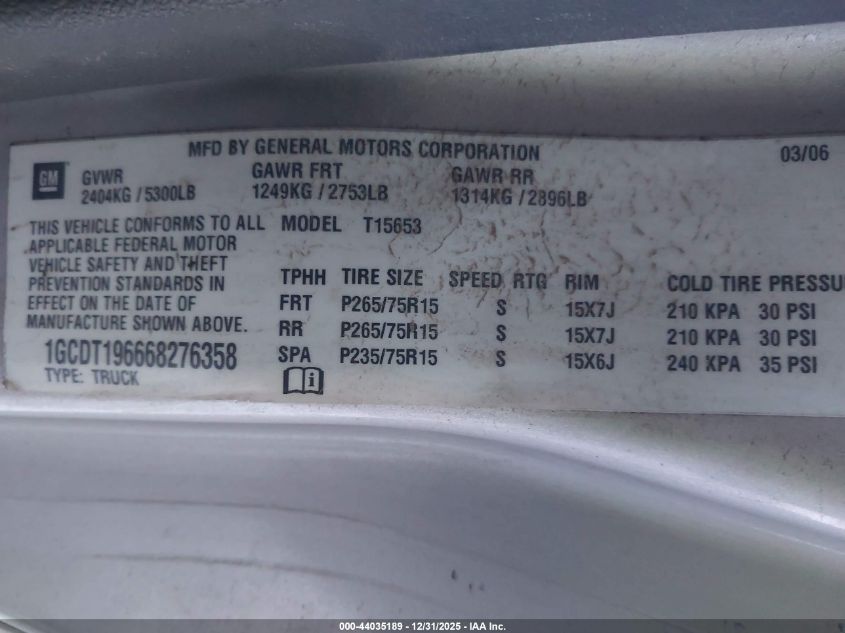 MFD BY GENERAL MOTORS CORPORATION 03/06
GM
GVWR GAWR FRT GAWR RR
2404KG / 5300LB 1249KG / 2753LB 1314KG / 2896LB
THIS VEHICLE CONFORMS TO ALL
APPLICABLE FEDERAL MOTOR
VEHICLE SAFETY AND THEFT
PREVENTION STANDARDS IN
EFFECT ON THE DATE OF
MANUFACTURE SHOWN ABOVE.
1GCDT196668276358
TYPE: TRUCK
MODEL T15653
TPHH TIRE SIZE SPEED RTG RIM COLD TIRE PRESSU
FRT P265/75R15 S 15X7J 210 KPA 30 PSI
RR P265/75R15 S 15X7J 210 KPA 30 PSI
SPA P235/75R15 S 15X6J 240 KPA 35 PSI
000-44035189 - 12/31/2025 - IAA Inc.